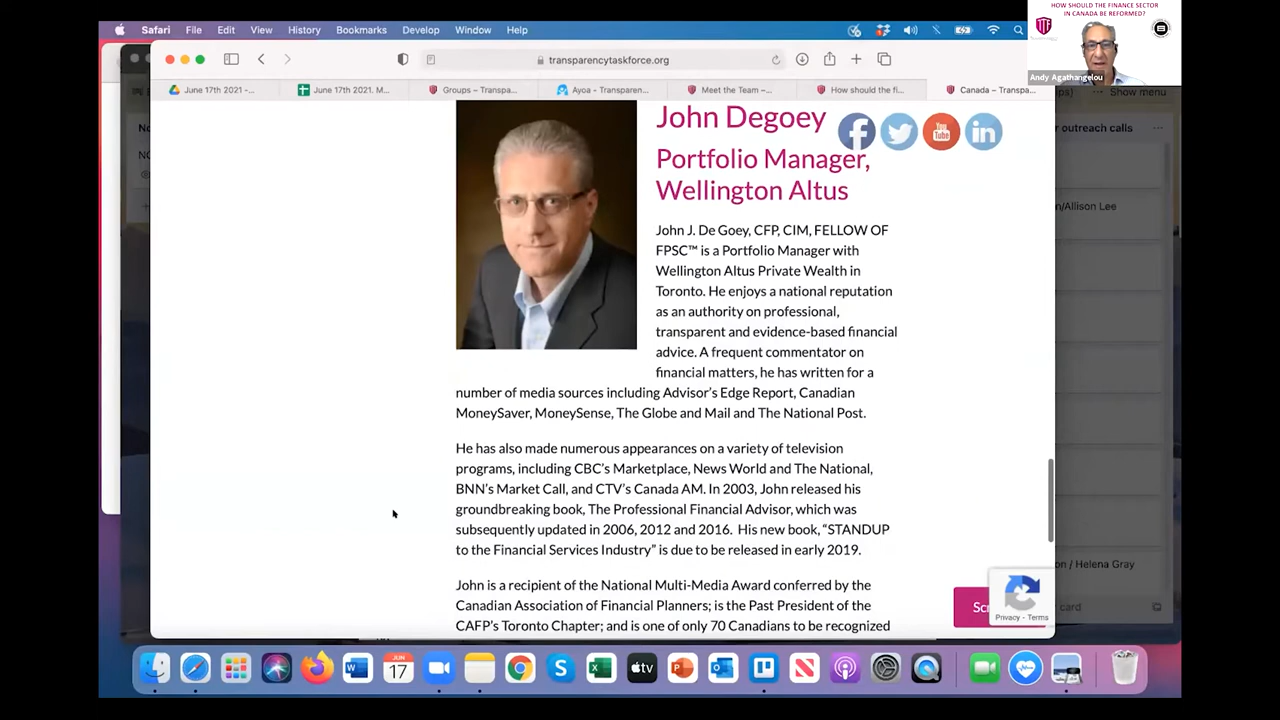 Safari File Edit View History Bookmarks Develop Window Help
HOW SHOULD THE FINANCE SECTOR
IN CANADA BE REFORMED?
TTF
Andy Agathangelou
transparencytaskforce.org
June 17th 2021 -
June 17th 2021. M...
Groups – Transpa...
Ayoa - Transparen...
Meet the Team –...
How should the fi...
Canada – Transpa...
Show menu
r outreach calls
n/Allison Lee
on / Helena Gray
card
John Degoey
Portfolio Manager,
Wellington Altus
John J. De Goey, CFP, CIM, FELLOW OF
FPSC™ is a Portfolio Manager with
Wellington Altus Private Wealth in
Toronto. He enjoys a national reputation
as an authority on professional,
transparent and evidence-based financial
advice. A frequent commentator on
financial matters, he has written for a
number of media sources including Advisor's Edge Report, Canadian
MoneySaver, MoneySense, The Globe and Mail and The National Post.
He has also made numerous appearances on a variety of television
programs, including CBC's Marketplace, News World and The National,
BNN's Market Call, and CTV's Canada AM. In 2003, John released his
groundbreaking book, The Professional Financial Advisor, which was
subsequently updated in 2006, 2012 and 2016. His new book, "STANDUP
to the Financial Services Industry" is due to be released in early 2019.
John is a recipient of the National Multi-Media Award conferred by the
Canadian Association of Financial Planners; is the Past President of the
CAFP's Toronto Chapter; and is one of only 70 Canadians to be recognized
Privacy - Terms
JUN
17
tv